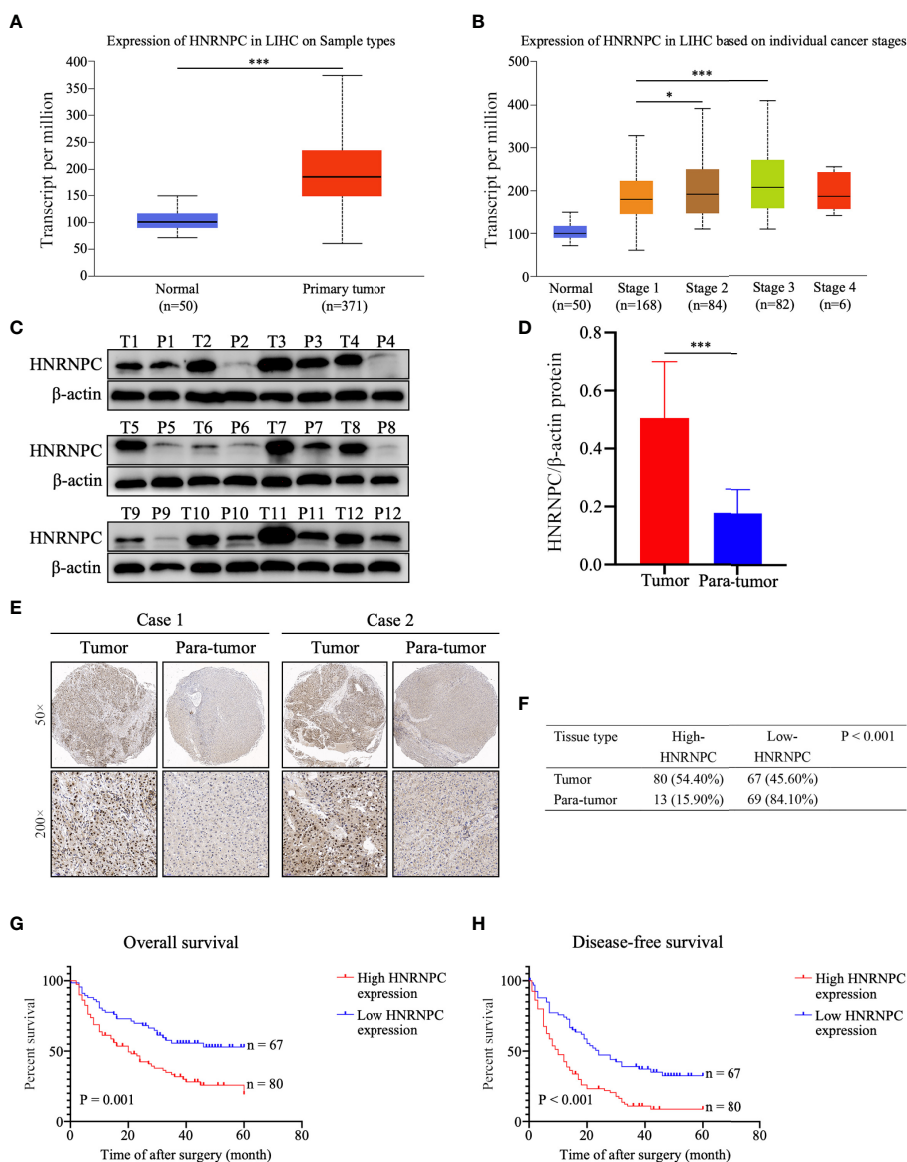 A
Expression of HNRNPC in LIHC on Sample types
***
Transcript per million
400
350
300
250
200
150
100
50
0
Normal
(n=50)
Primary tumor
(n=371)
B
Expression of HNRNPC in LIHC based on individual cancer stages
***
*
Transcript per million
500
400
300
200
100
0
Normal
(n=50)
Stage 1
(n=168)
Stage 2
(n=84)
Stage 3
(n=82)
Stage 4
(n=6)
C
T1 P1 T2 P2 T3 P3 T4 P4
HNRNPC
β-actin
T5 P5 T6 P6 T7 P7 T8 P8
HNRNPC
β-actin
T9 P9 T10 P10 T11 P11 T12 P12
HNRNPC
β-actin
D
***
HNRNPC/β-actin protein
0.8
0.6
0.4
0.2
0.0
Tumor Para-tumor
E
Case 1 Case 2
Tumor Para-tumor Tumor Para-tumor
50×
200×
F
Tissue type High-HNRNPC Low-HNRNPC P < 0.001
Tumor 80 (54.40%) 67 (45.60%)
Para-tumor 13 (15.90%) 69 (84.10%)
G
Overall survival
Percent survival
100
50
0
High HNRNPC
expression
Low HNRNPC
expression
n = 67
n = 80
P = 0.001
0 20 40 60 80
Time of after surgery (month)
H
Disease-free survival
Percent survival
100
50
0
High HNRNPC
expression
Low HNRNPC
expression
n = 67
n = 80
P < 0.001
0 20 40 60 80
Time of after surgery (month)